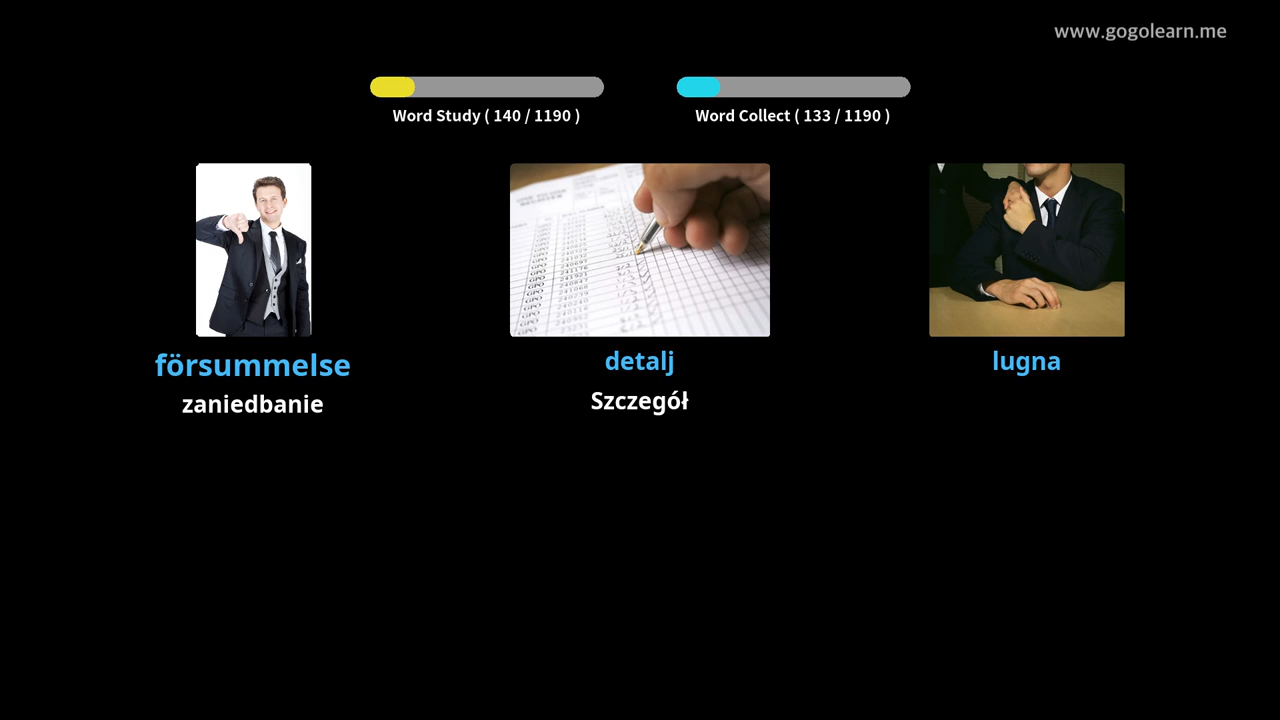 www.gogolearn.me
Word Study ( 140 / 1190 )
Word Collect ( 133 / 1190 )
försummelse
detalj
lugna
zaniedbanie
Szczegół